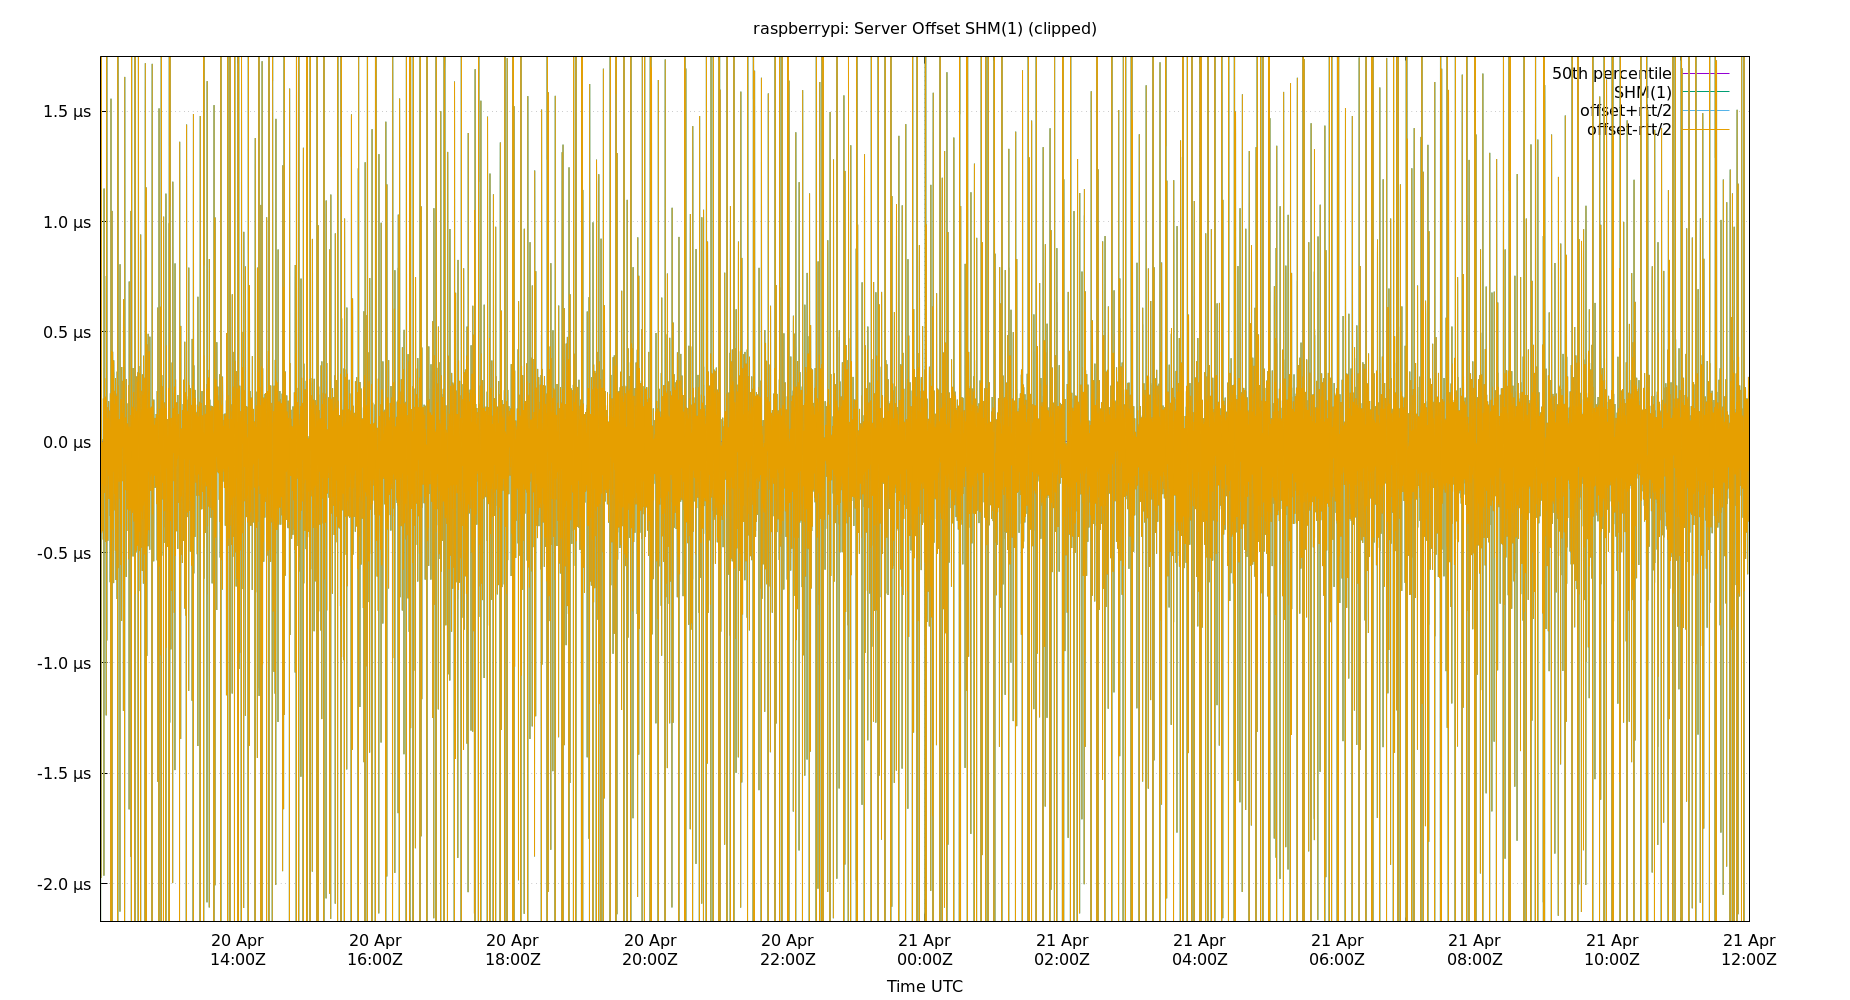 raspberrypi: Server Offset SHM(1) (clipped)
50th percentile
SHM(1)
offset+rtt/2
offset-rtt/2
1.5 µs
1.0 µs
0.5 µs
0.0 µs
-0.5 µs
-1.0 µs
-1.5 µs
-2.0 µs
20 Apr 20 Apr 20 Apr 20 Apr 20 Apr 21 Apr 21 Apr 21 Apr 21 Apr 21 Apr 21 Apr 21 Apr
14:00Z 16:00Z 18:00Z 20:00Z 22:00Z 00:00Z 02:00Z 04:00Z 06:00Z 08:00Z 10:00Z 12:00Z
Time UTC